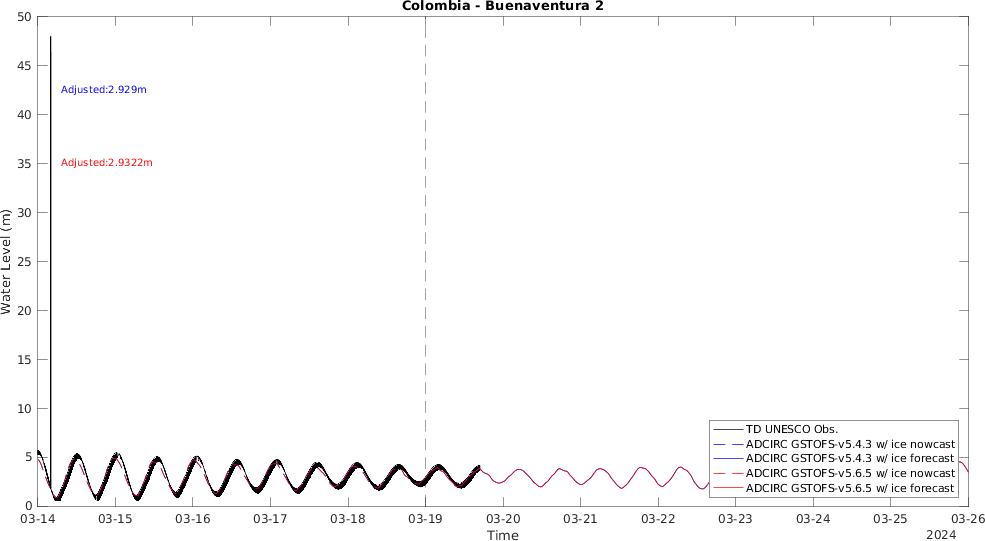 Colombia - Buenaventura 2
Water Level (m)
50
45
40
35
30
25
20
15
10
5
0
Adjusted:2.929m
Adjusted:2.9322m
TD UNESCO Obs.
ADCIRC GSTOFS-v5.4.3 w/ ice nowcast
ADCIRC GSTOFS-v5.4.3 w/ ice forecast
ADCIRC GSTOFS-v5.6.5 w/ ice nowcast
ADCIRC GSTOFS-v5.6.5 w/ ice forecast
03-14 03-15 03-16 03-17 03-18 03-19 03-20 03-21 03-22 03-23 03-24 03-25 03-26
Time
2024